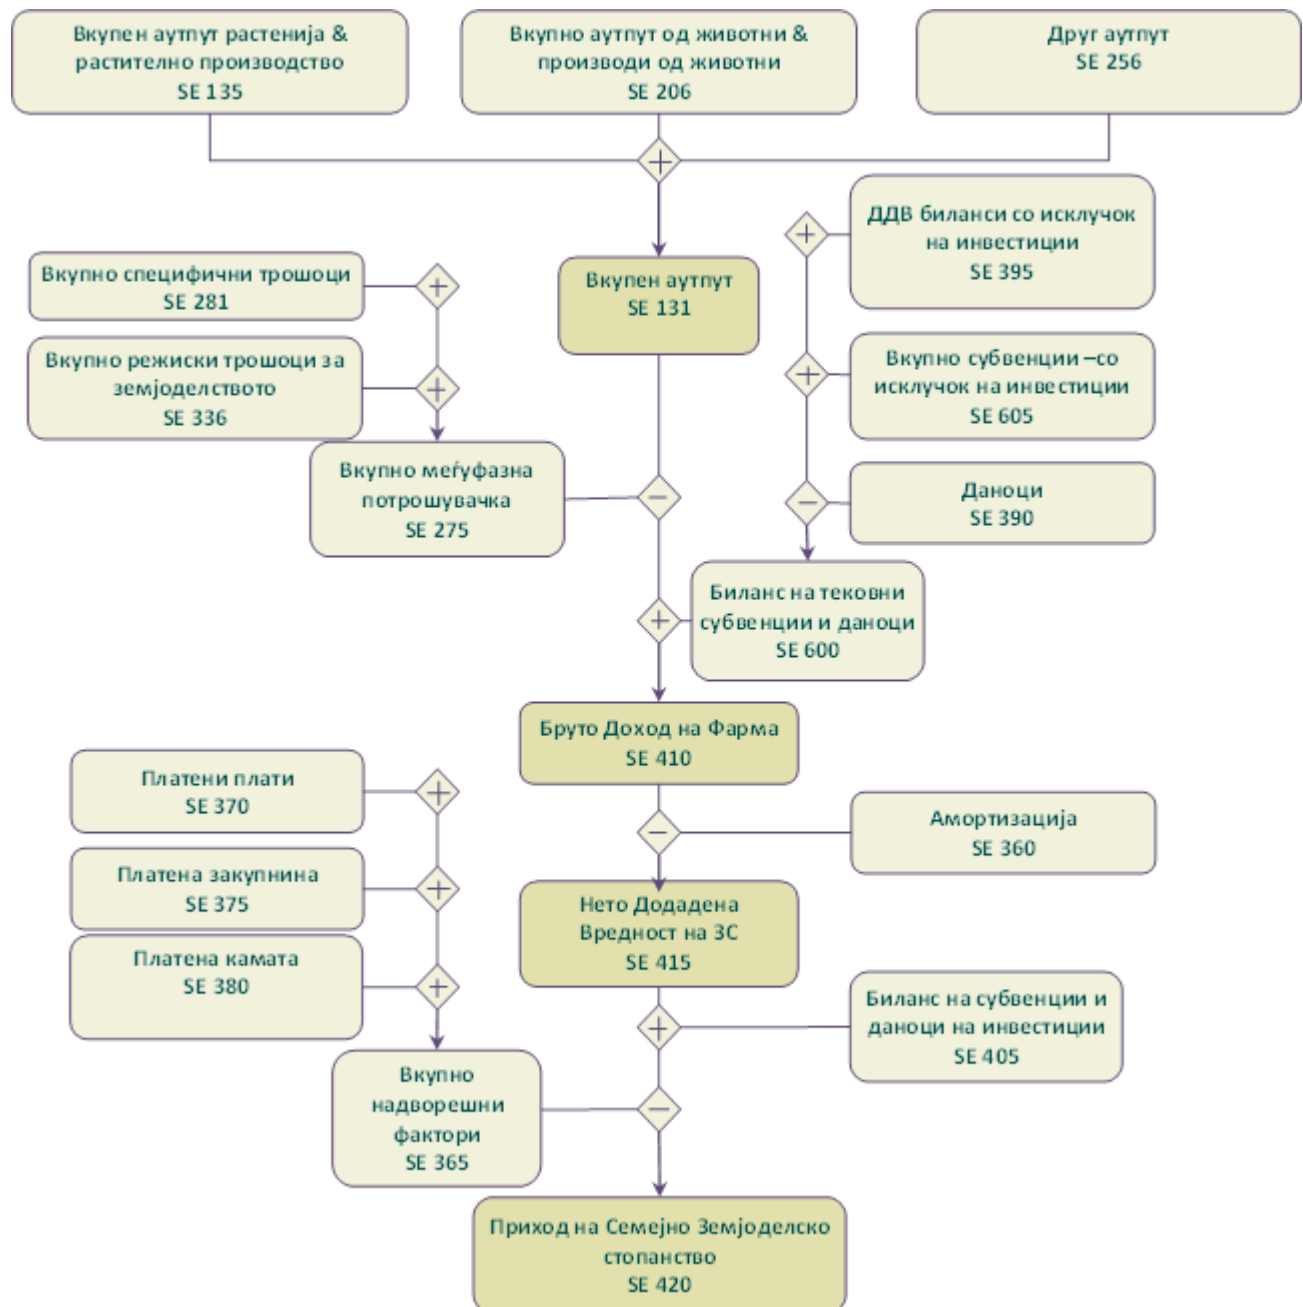 Вкупен аутпут растенија &
растително производство
SE 135
Вкупно аутпут од животни &
производи од животни
SE 206
Друг аутпут
SE 256
ДДВ биланси со исклучок
на инвестиции
SE 395
Вкупно специфични трошоци
SE 281
Вкупен аутпут
SE 131
Вкупно режиски трошоци за
земјоделството
SE 336
Вкупно субвенции –со
исклучок на инвестиции
SE 605
Вкупно меѓуфазна
потрошувачка
SE 275
Даноци
SE 390
Биланс на тековни
субвенции и даноци
SE 600
Бруто Доход на Фарма
SE 410
Платени плати
SE 370
Амортизација
SE 360
Платена закупнина
SE 375
Нето Додадена
Вредност на ЗС
SE 415
Платена камата
SE 380
Биланс на субвенции и
даноци на инвестиции
SE 405
Вкупно
надворешни
фактори
SE 365
Приход на Семејно Земјоделско
стопанство
SE 420